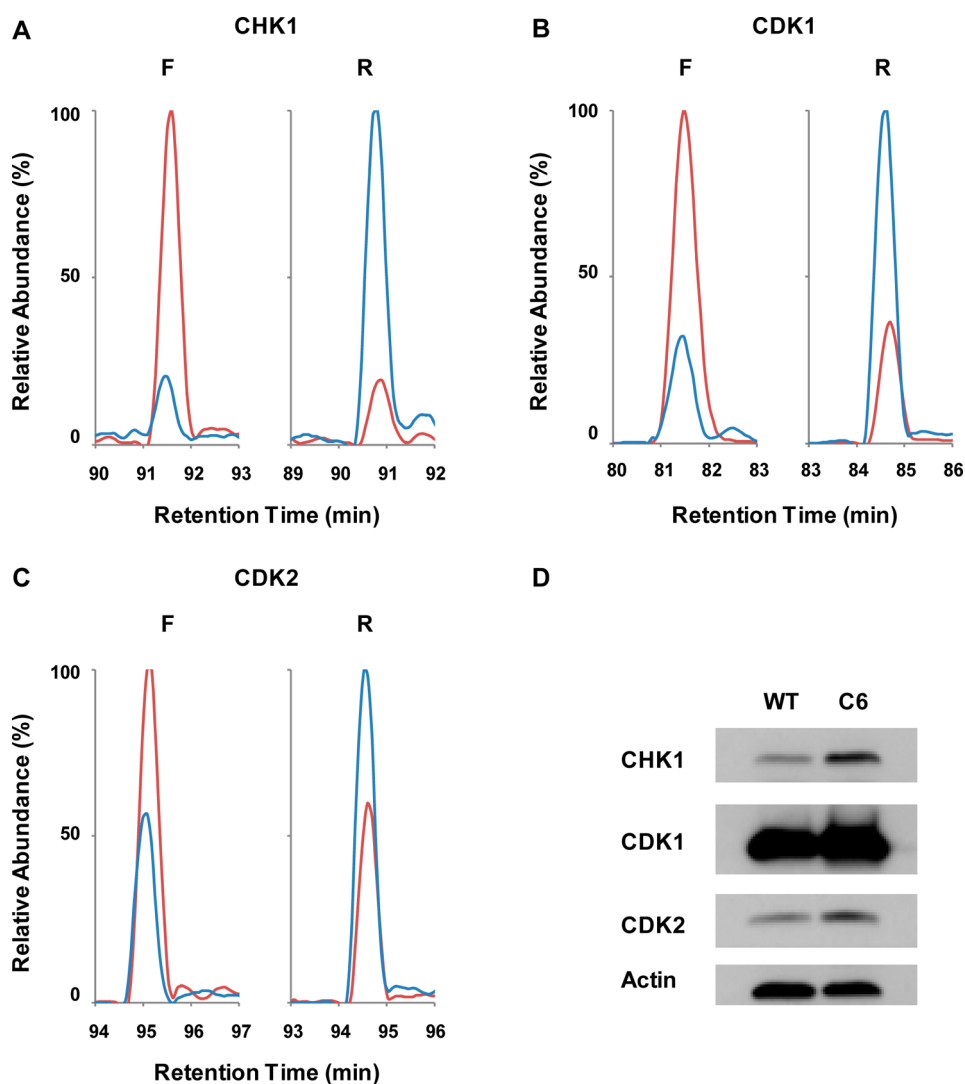 A
CHK1
F
R
Relative Abundance (%)
100
50
0
90 91 92 93
89 90 91 92
Retention Time (min)
B
CDK1
F
R
Relative Abundance (%)
100
50
0
80 81 82 83
83 84 85 86
Retention Time (min)
C
CDK2
F
R
Relative Abundance (%)
100
50
0
94 95 96 97
93 94 95 96
Retention Time (min)
D
WT C6
CHK1
CDK1
CDK2
Actin